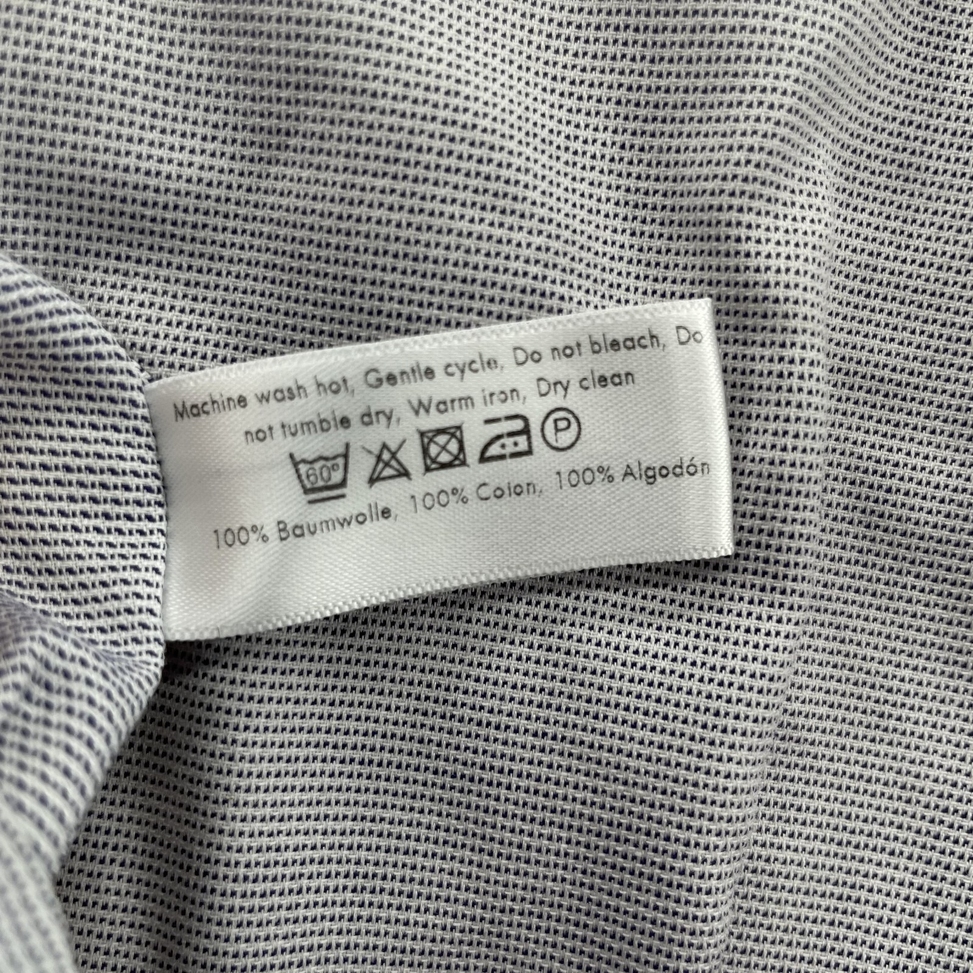 Machine wash hot, Gentle cycle, Do not bleach, Do
not tumble dry, Warm iron, Dry clean
60° P
100% Baumwolle, 100% Coton, 100% Algodón